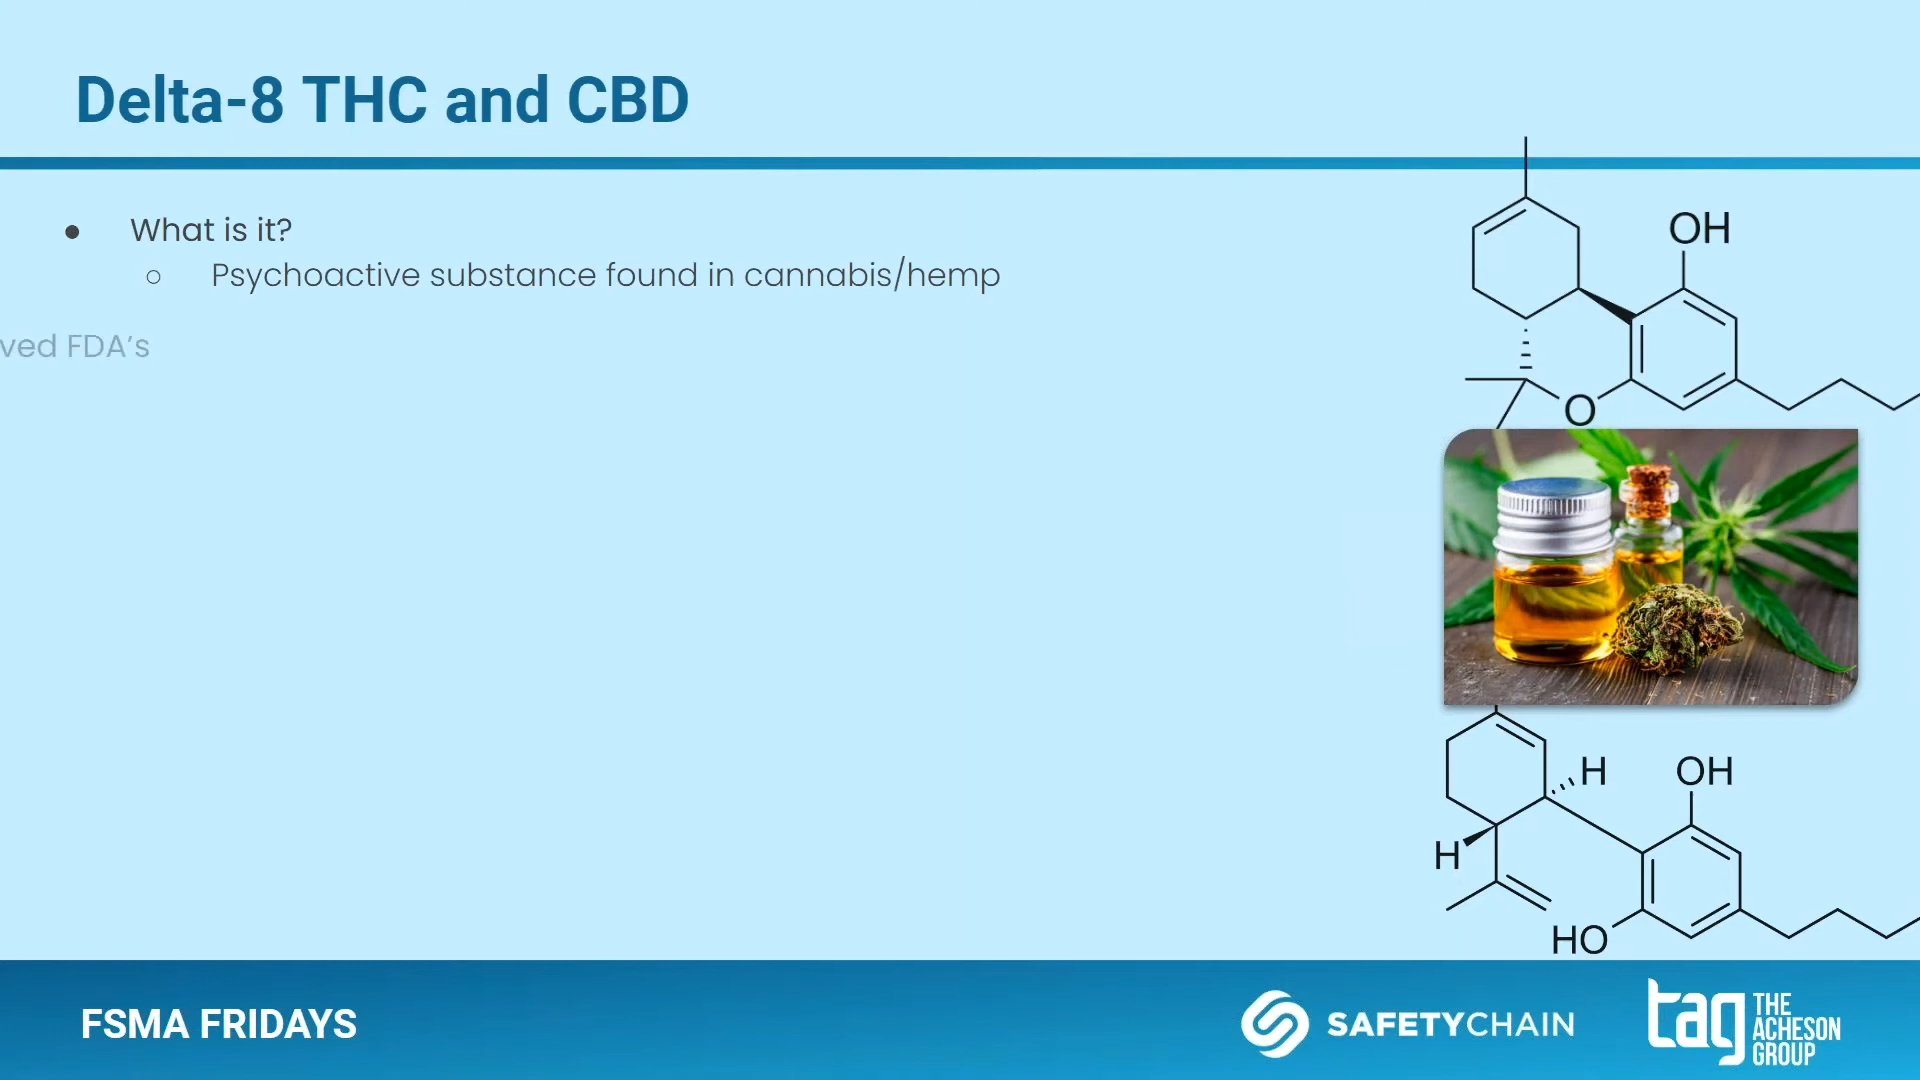 Delta-8 THC and CBD
● What is it?
○ Psychoactive substance found in cannabis/hemp
ved FDA’s
OH
O
H
OH
H
HO
FSMA FRIDAYS
SAFETYCHAIN
tag THE ACHESON GROUP